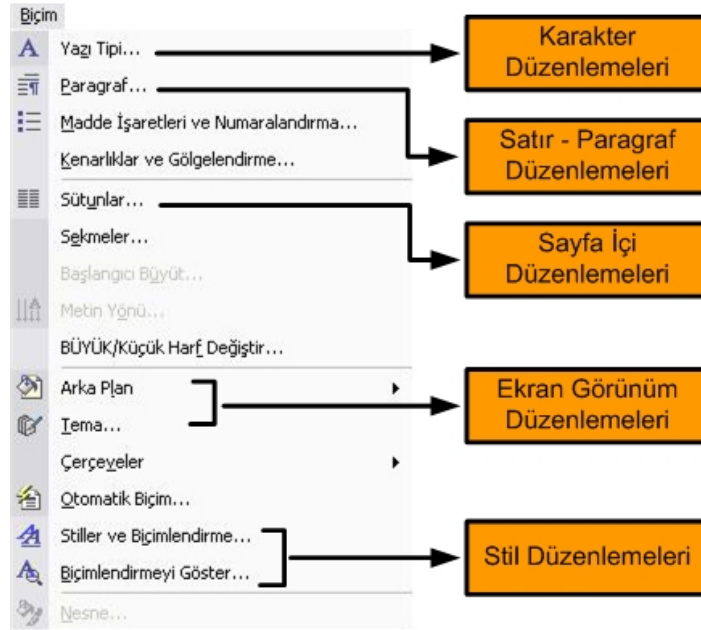 Biçim
Yazı Tipi...
Paragraf...
Madde İşaretleri ve Numaralandırma...
Kenarlıklar ve Gölgelendirme...
Sütunlar...
Sekmeler...
Başlangıcı Büyüt...
Metin Yönü...
BÜYÜK/Küçük Harf Değiştir...
Arka Plan
Tema...
Çerçeveler
Otomatik Biçim...
Stiller ve Biçimlendirme...
Biçimlendirmeyi Göster...
Nesne...
Karakter
Düzenlemeleri
Satır - Paragraf
Düzenlemeleri
Sayfa İçi
Düzenlemeleri
Ekran Görünüm
Düzenlemeleri
Stil Düzenlemeleri